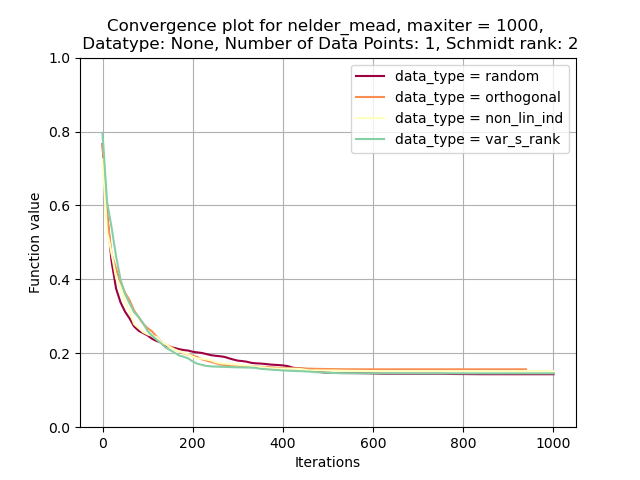 Convergence plot for nelder_mead, maxiter = 1000,
Datatype: None, Number of Data Points: 1, Schmidt rank: 2
1.0
0.8
0.6
0.4
0.2
0.0
Function value
data_type = random
data_type = orthogonal
data_type = non_lin_ind
data_type = var_s_rank
0 200 400 600 800 1000
Iterations